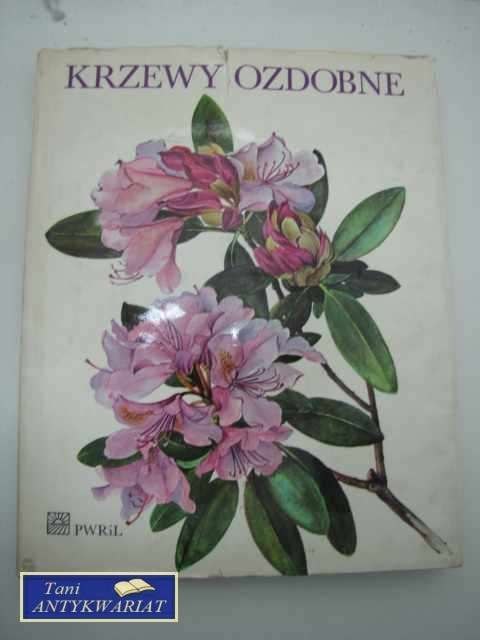 KRZEWY OZDOBNE
PWRiL
Tani
ANTYKWARIAT